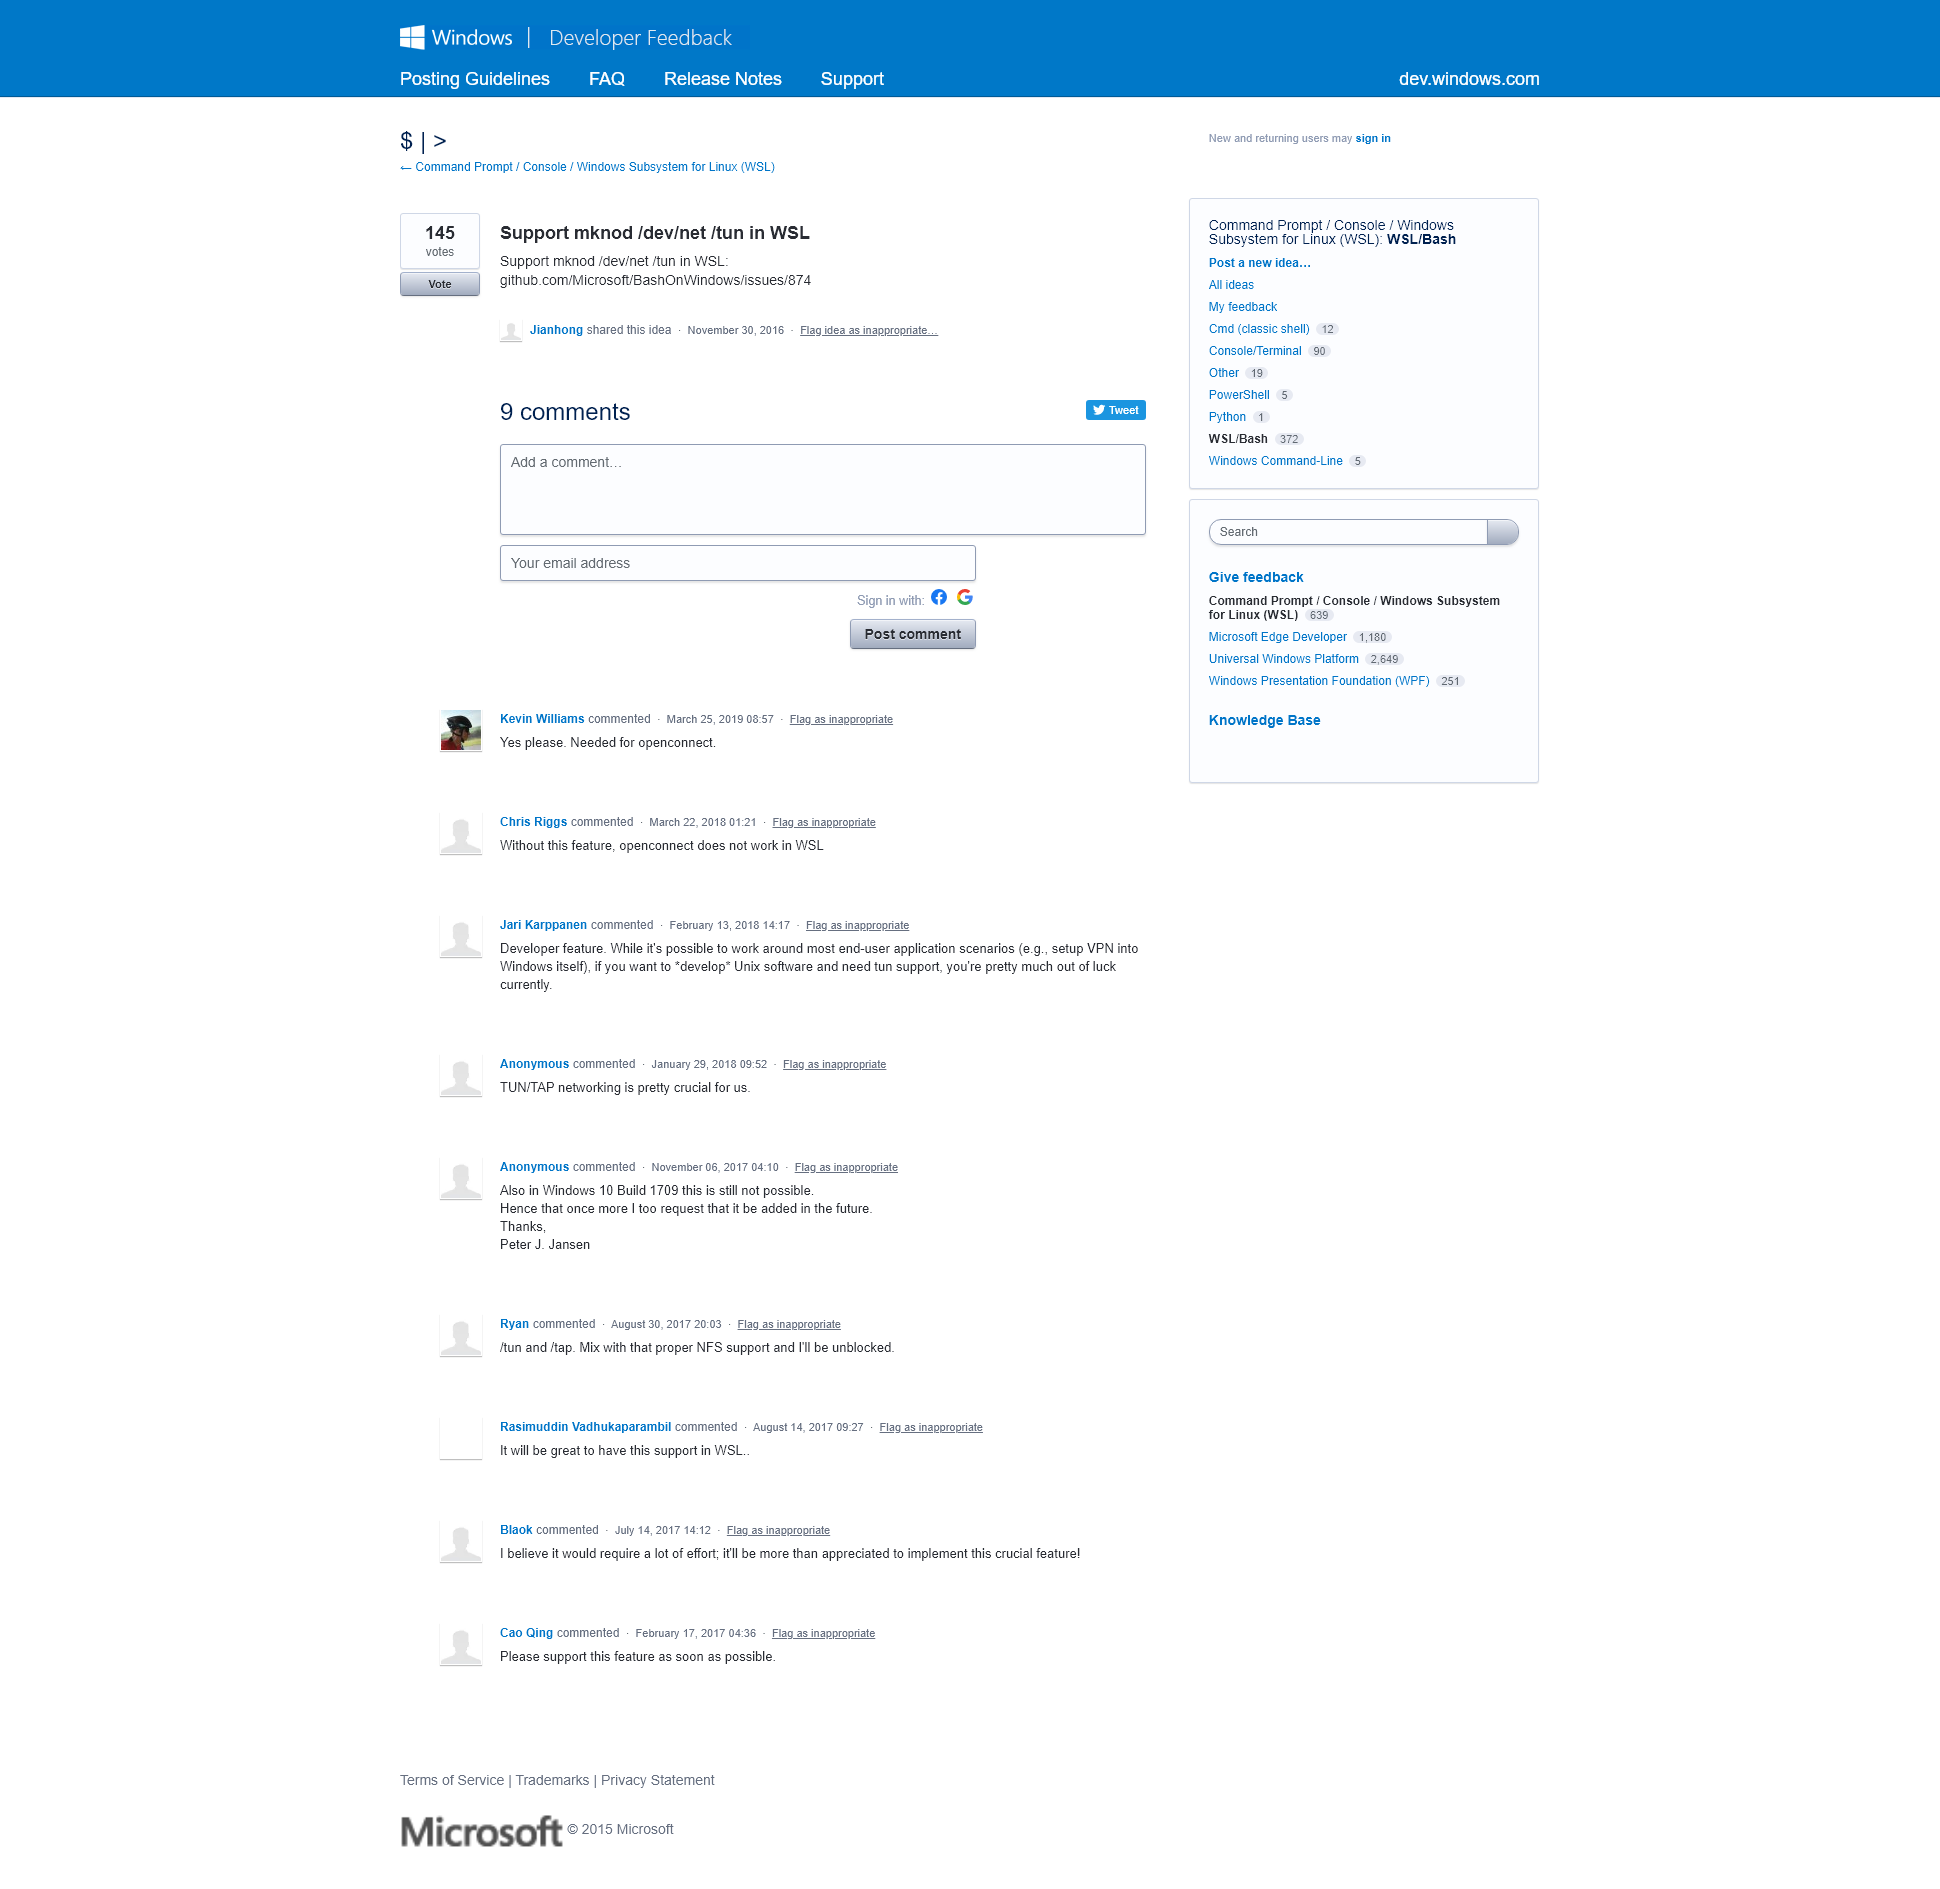 Windows | Developer Feedback
Posting Guidelines FAQ Release Notes Support dev.windows.com
$ | >
← Command Prompt / Console / Windows Subsystem for Linux (WSL)
145
votes
Vote
Support mknod /dev/net /tun in WSL
Support mknod /dev/net /tun in WSL:
github.com/Microsoft/BashOnWindows/issues/874
Jianhong shared this idea · November 30, 2016 · Flag idea as inappropriate…
9 comments
Tweet
Add a comment…
Your email address
Sign in with:
Post comment
Kevin Williams commented · March 25, 2019 08:57 · Flag as inappropriate
Yes please. Needed for openconnect.
Chris Riggs commented · March 22, 2018 01:21 · Flag as inappropriate
Without this feature, openconnect does not work in WSL
Jari Karppanen commented · February 13, 2018 14:17 · Flag as inappropriate
Developer feature. While it's possible to work around most end-user application scenarios (e.g., setup VPN into
Windows itself), if you want to *develop* Unix software and need tun support, you're pretty much out of luck
currently.
Anonymous commented · January 29, 2018 09:52 · Flag as inappropriate
TUN/TAP networking is pretty crucial for us.
Anonymous commented · November 06, 2017 04:10 · Flag as inappropriate
Also in Windows 10 Build 1709 this is still not possible.
Hence that once more I too request that it be added in the future.
Thanks,
Peter J. Jansen
Ryan commented · August 30, 2017 20:03 · Flag as inappropriate
/tun and /tap. Mix with that proper NFS support and I'll be unblocked.
Rasimuddin Vadhukaparambil commented · August 14, 2017 09:27 · Flag as inappropriate
It will be great to have this support in WSL..
Blaok commented · July 14, 2017 14:12 · Flag as inappropriate
I believe it would require a lot of effort; it'll be more than appreciated to implement this crucial feature!
Cao Qing commented · February 17, 2017 04:36 · Flag as inappropriate
Please support this feature as soon as possible.
New and returning users may sign in
Command Prompt / Console / Windows
Subsystem for Linux (WSL): WSL/Bash
Post a new idea…
All ideas
My feedback
Cmd (classic shell) 12
Console/Terminal 90
Other 19
PowerShell 5
Python 1
WSL/Bash 372
Windows Command-Line 5
Search
Give feedback
Command Prompt / Console / Windows Subsystem
for Linux (WSL) 639
Microsoft Edge Developer 1,180
Universal Windows Platform 2,649
Windows Presentation Foundation (WPF) 251
Knowledge Base
Terms of Service | Trademarks | Privacy Statement
Microsoft © 2015 Microsoft